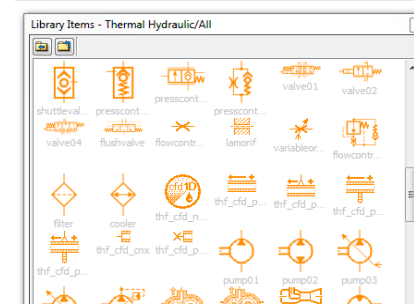 Library Items - Thermal Hydraulic/All
shuttleval... presscont... presscont... presscont... valve01 valve02
valve04 flushvalve flowcontr... lamorif variableor... flowcontr...
cfd1D
filter cooler thf_cfd_n... thf_cfd_p... thf_cfd_p... thf_cfd_p...
thf_cfd_p... thf_cfd_cnx thf_cfd_p... pump01 pump02 pump03